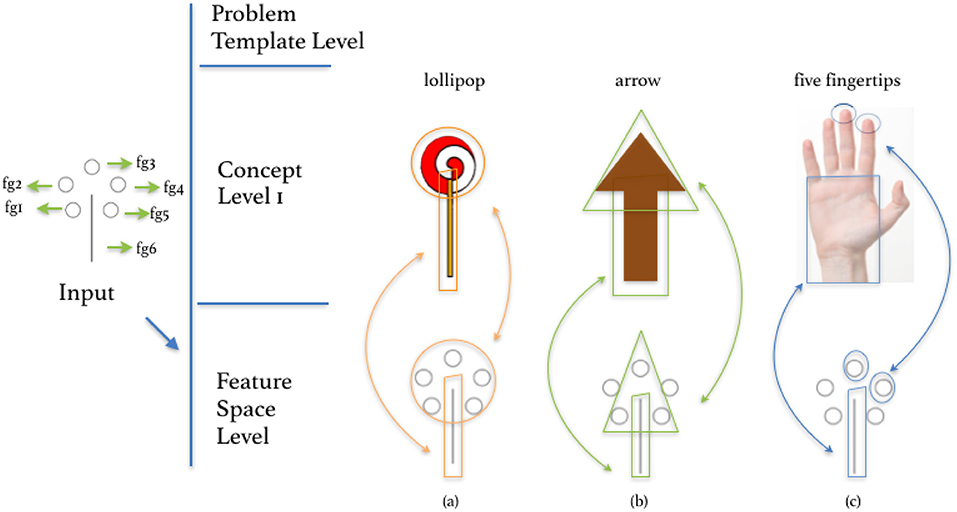 Problem
Template Level
lollipop
arrow
five fingertips
fg3
fg2
fg4
fg1
fg5
fg6
Concept
Level I
Input
Feature
Space
Level
(a)
(b)
(c)